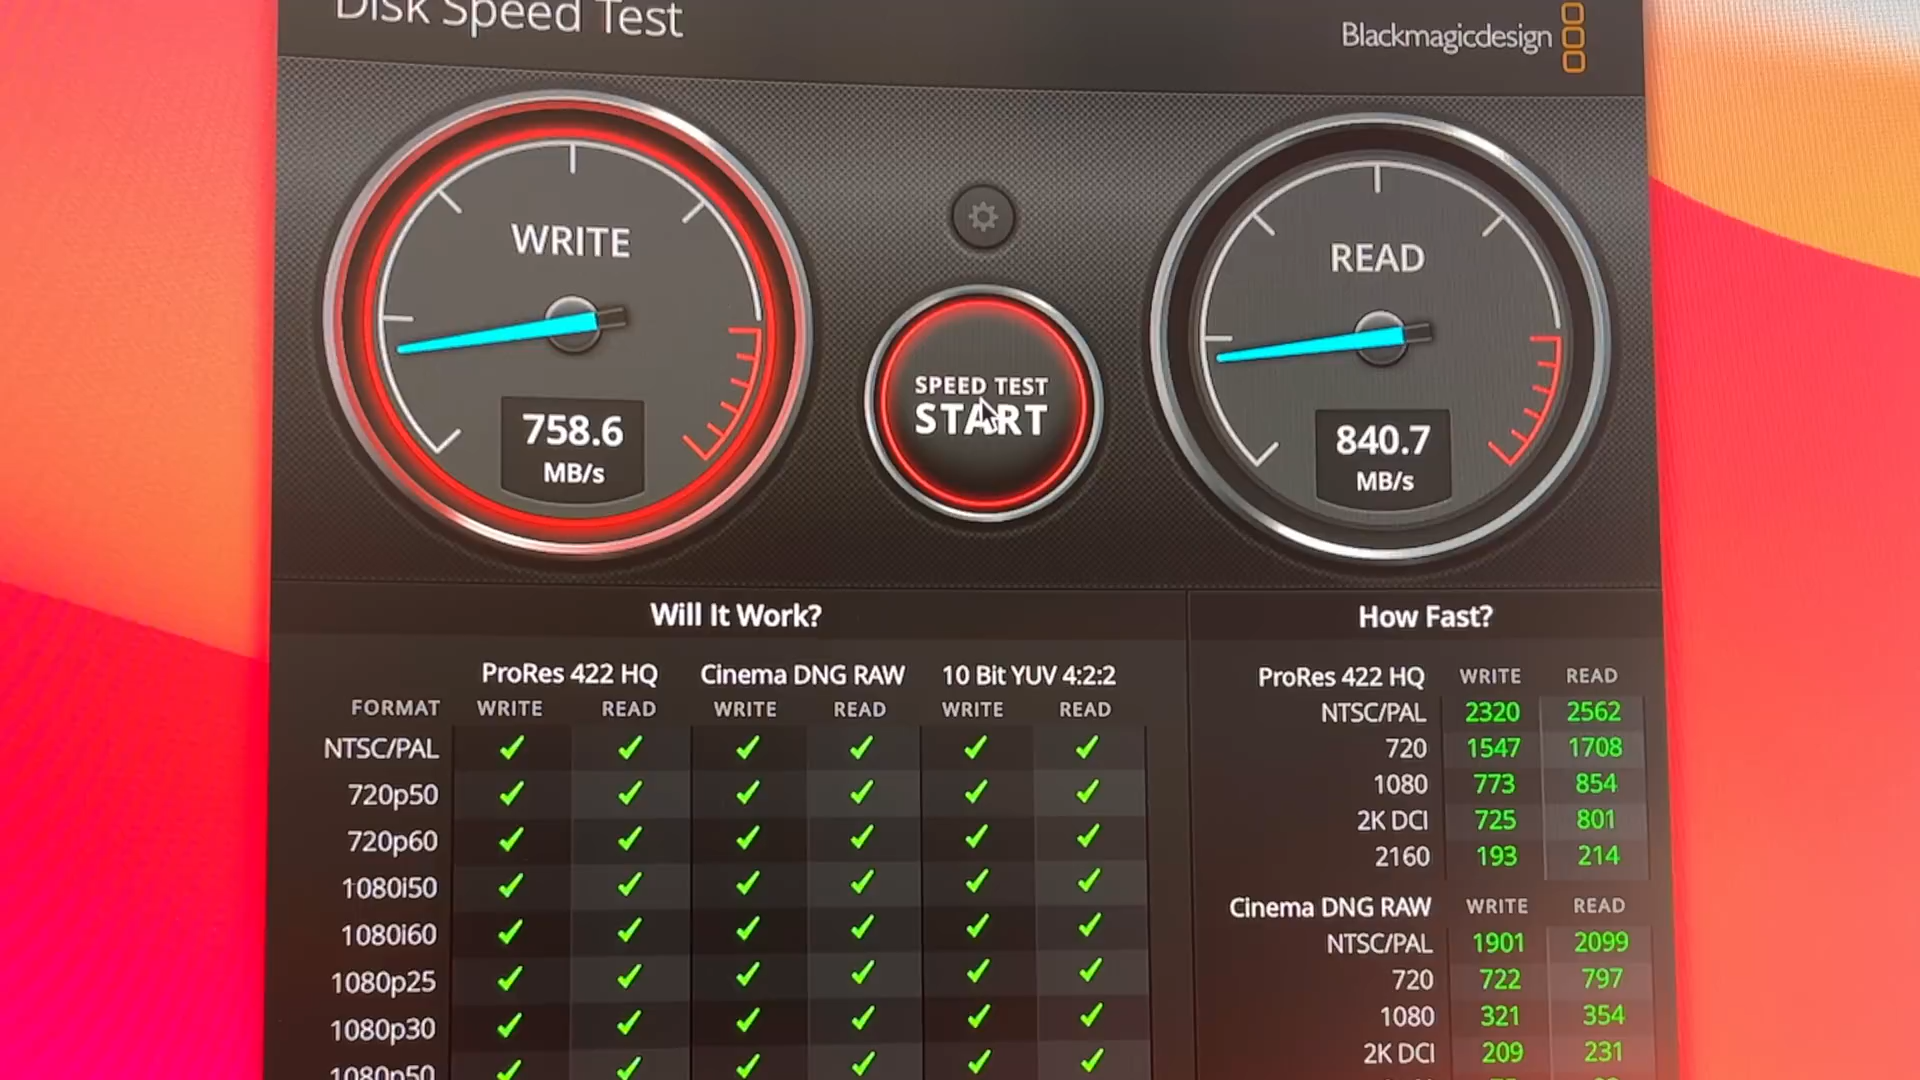 Disk Speed Test
Blackmagicdesign
WRITE
758.6
MB/s
SPEED TEST
START
READ
840.7
MB/s
Will It Work?
ProRes 422 HQ Cinema DNG RAW 10 Bit YUV 4:2:2
FORMAT WRITE READ WRITE READ WRITE READ
NTSC/PAL ✓ ✓ ✓ ✓ ✓ ✓
720p50 ✓ ✓ ✓ ✓ ✓ ✓
720p60 ✓ ✓ ✓ ✓ ✓ ✓
1080i50 ✓ ✓ ✓ ✓ ✓ ✓
1080i60 ✓ ✓ ✓ ✓ ✓ ✓
1080p25 ✓ ✓ ✓ ✓ ✓ ✓
1080p30 ✓ ✓ ✓ ✓ ✓ ✓
1080p50 ✓ ✓ ✓ ✓ ✓ ✓
How Fast?
ProRes 422 HQ WRITE READ
NTSC/PAL 2320 2562
720 1547 1708
1080 773 854
2K DCI 725 801
2160 193 214
Cinema DNG RAW WRITE READ
NTSC/PAL 1901 2099
720 722 797
1080 321 354
2K DCI 209 231